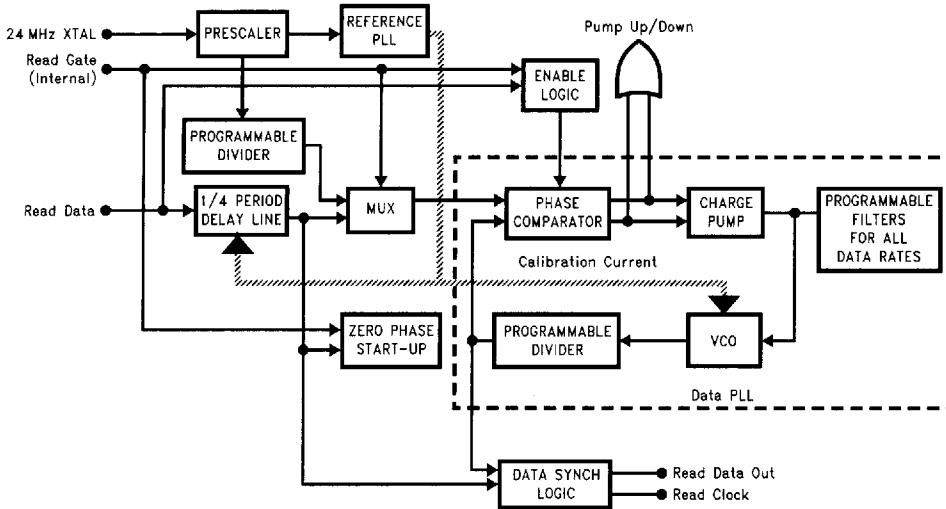 Pump Up/Down
24 MHz XTAL
PRESCALER
REFERENCE
PLL
Read Gate
(Internal)
ENABLE
LOGIC
PROGRAMMABLE
DIVIDER
Read Data
1/4 PERIOD
DELAY LINE
MUX
PHASE
COMPARATOR
CHARGE
PUMP
PROGRAMMABLE
FILTERS
FOR ALL
DATA RATES
Calibration Current
ZERO PHASE
START-UP
PROGRAMMABLE
DIVIDER
VCO
Data PLL
DATA SYNCH
LOGIC
Read Data Out
Read Clock